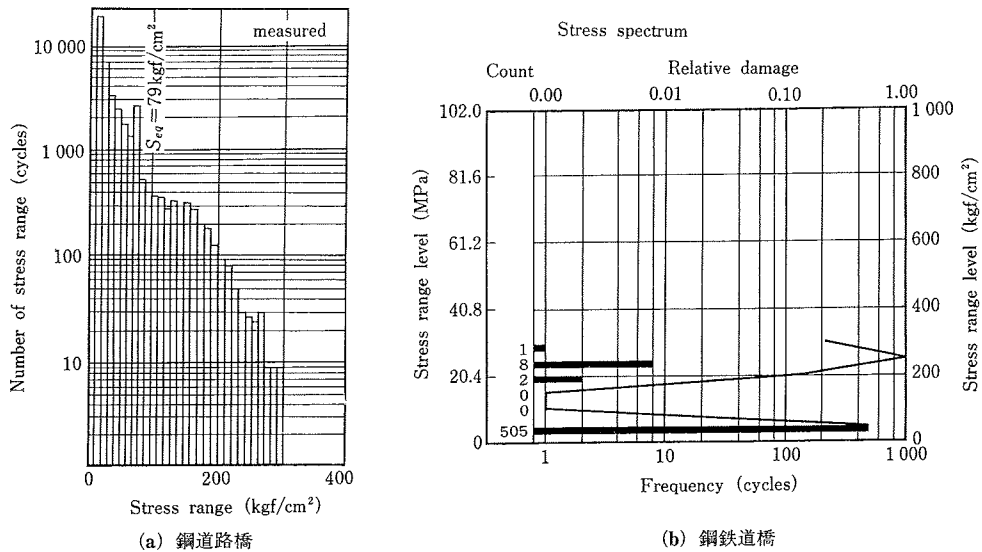 measured
S_eq=79 kgf/cm²
10 000
1 000
100
10
Number of stress range (cycles)
0
200
400
Stress range (kgf/cm²)
(a) 鋼道路橋
Stress spectrum
Count
Relative damage
0.00
0.01
0.10
1.00
102.0
81.6
61.2
40.8
20.4
0
Stress range level (MPa)
1
8
2
0
0
505
1 000
800
600
400
200
0
Stress range level (kgf/cm²)
1
10
100
1 000
Frequency (cycles)
(b) 鋼鉄道橋